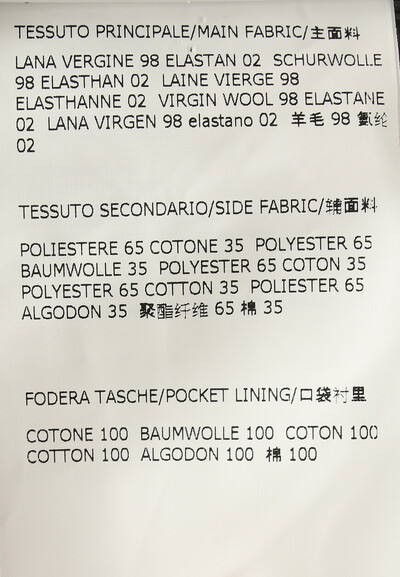 TESSUTO PRINCIPALE/MAIN FABRIC/主面料
LANA VERGINE 98 ELASTAN 02 SCHURWOLLE
98 ELASTHAN 02 LAINE VIERGE 98
ELASTHANNE 02 VIRGIN WOOL 98 ELASTANE
02 LANA VIRGEN 98 elastano 02 羊毛 98 氨纶
02
TESSUTO SECONDARIO/SIDE FABRIC/辅面料
POLIESTERE 65 COTONE 35 POLYESTER 65
BAUMWOLLE 35 POLYESTER 65 COTON 35
POLYESTER 65 COTTON 35 POLIESTER 65
ALGODON 35 聚酯纤维 65 棉 35
FODERA TASCHE/POCKET LINING/口袋衬里
COTONE 100 BAUMWOLLE 100 COTON 100
COTTON 100 ALGODON 100 棉 100